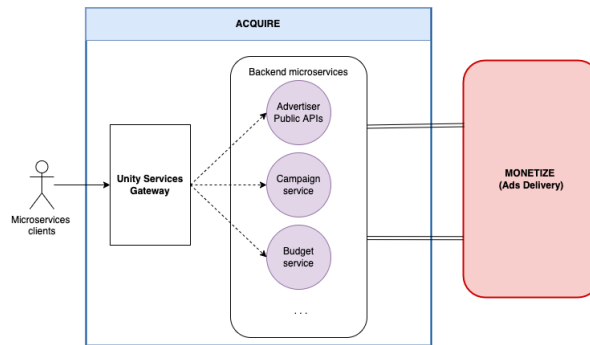 ACQUIRE
Backend microservices
Advertiser
Public APIs
Unity Services
Gateway
Campaign
service
Microservices
clients
Budget
service
. . .
MONETIZE
(Ads Delivery)